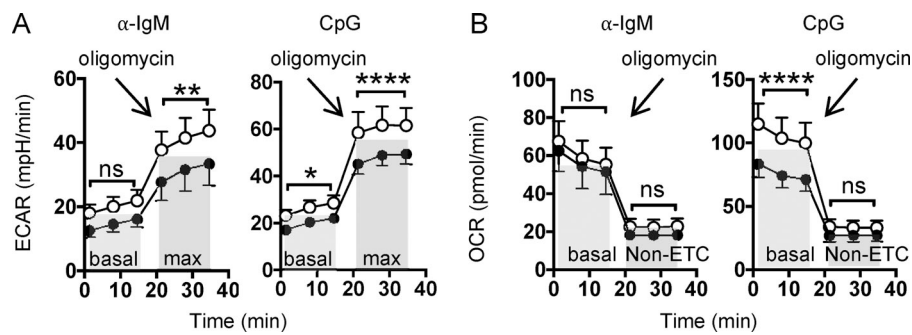 A
α-IgM
CpG
oligomycin
oligomycin
ECAR (mpH/min)
60
40
20
0
**
ns
basal
max
0 10 20 30 40
80
60
40
20
0
****
*
basal
max
0 10 20 30 40
Time (min)
B
α-IgM
CpG
oligomycin
oligomycin
OCR (pmol/min)
100
80
60
40
20
0
ns
ns
basal
Non-ETC
0 10 20 30 40
150
100
50
0
****
ns
basal
Non-ETC
0 10 20 30 40
Time (min)